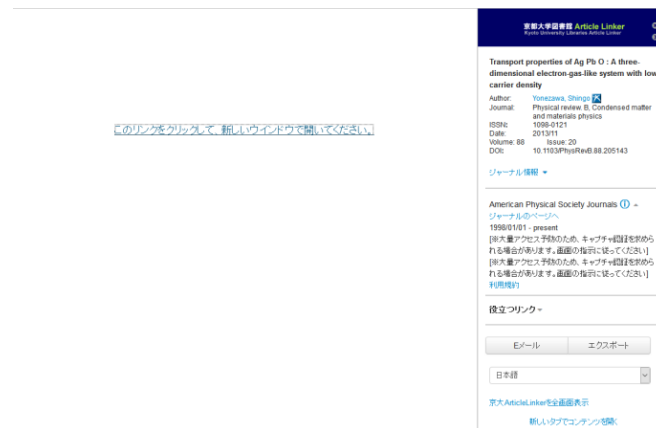 このリンクをクリックして、新しいウインドウで開いてください。
京都大学図書館 Article Linker
Kyoto University Libraries Article Linker
Transport properties of Ag Pb O : A three-
dimensional electron-gas-like system with low
carrier density
Author: Yonezawa, Shingo
Journal: Physical review. B, Condensed matter
and materials physics
ISSN: 1098-0121
Date: 2013/11
Volume: 88 Issue: 20
DOI: 10.1103/PhysRevB.88.205143
ジャーナル情報
American Physical Society Journals
ジャーナルのページへ
1998/01/01 - present
[※大量アクセス予防のため、キャプチャ認証を求めら
れる場合があります。画面の指示に従ってください]
[※大量アクセス予防のため、キャプチャ認証を求めら
れる場合があります。画面の指示に従ってください]
利用規約
役立つリンク
Eメール エクスポート
日本語
京大ArticleLinkerを全画面表示
新しいタブでコンテンツを開く